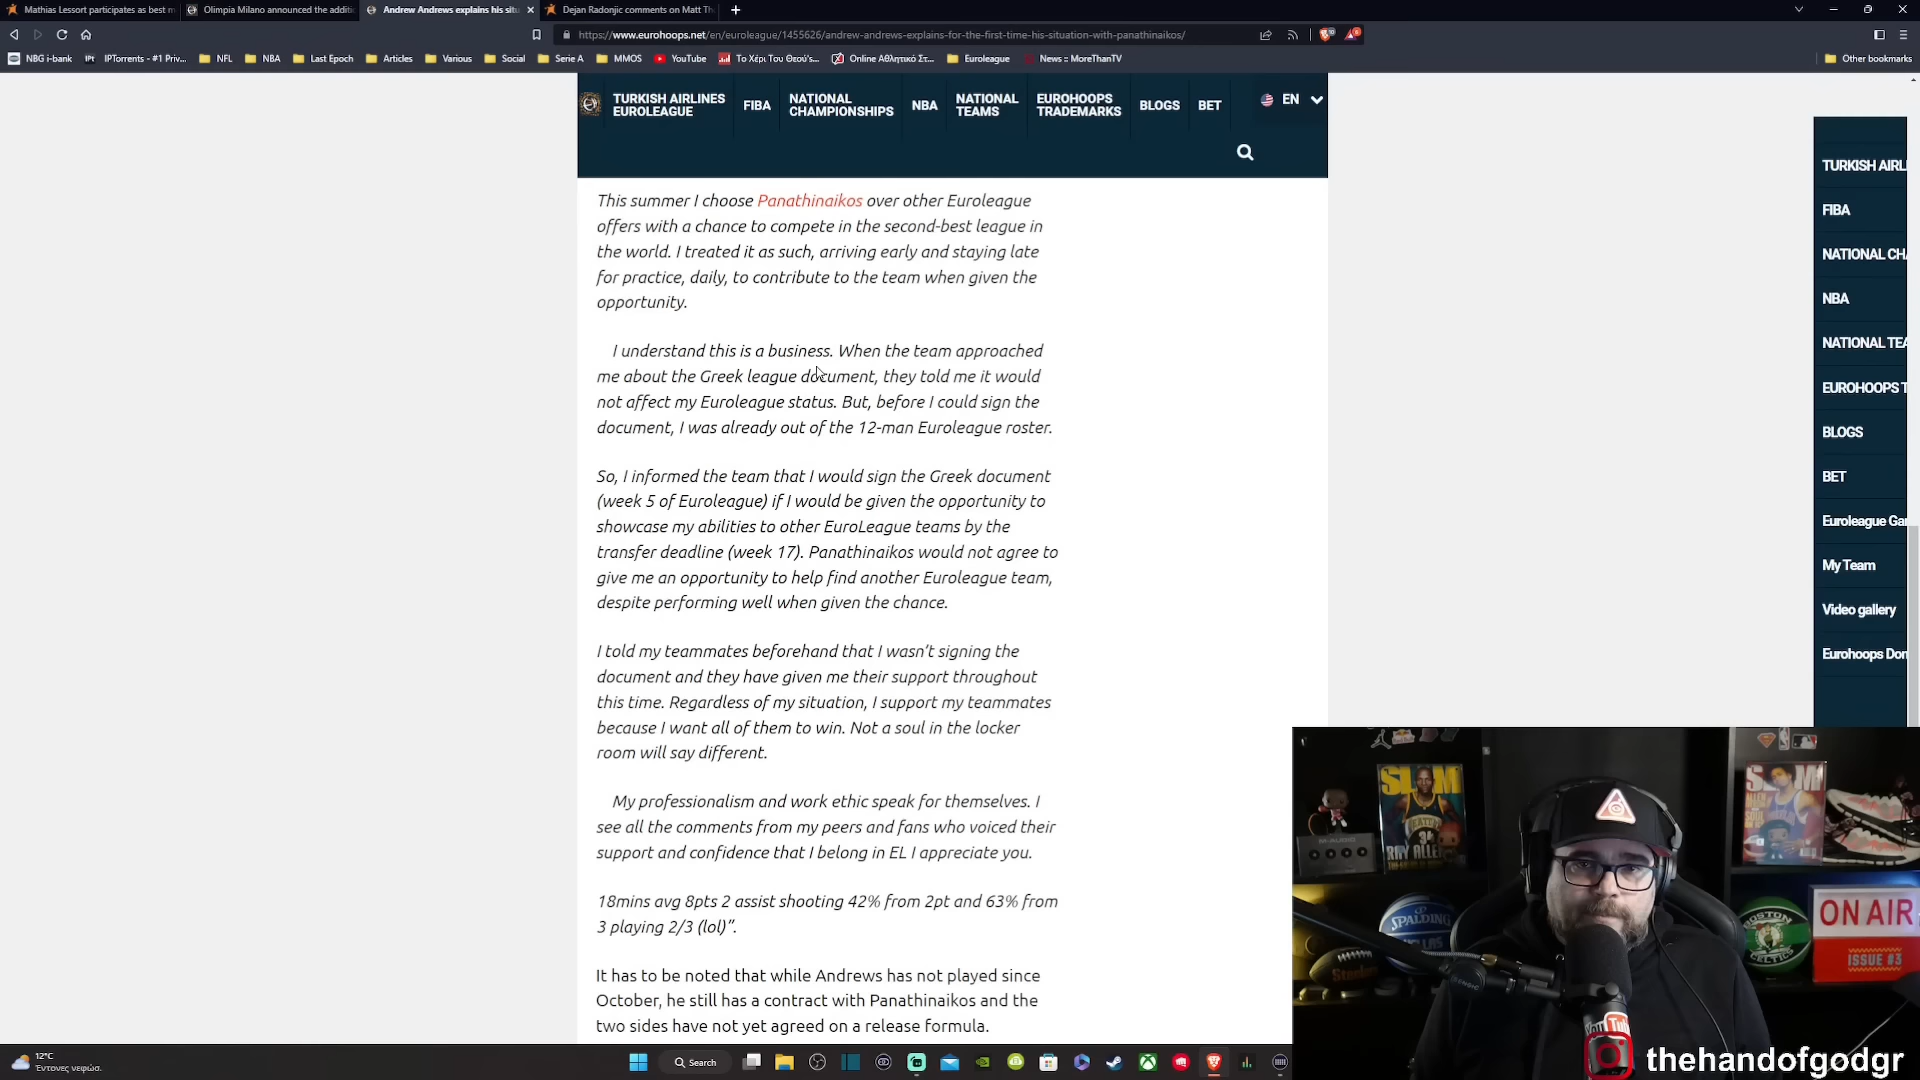 Mathias Lessort participates as best m
Olimpia Milano announced the additi
Andrew Andrews explains his situ
Dejan Radonjic comments on Matt Th
https://www.eurohoops.net/en/euroleague/1455626/andrew-andrews-explains-for-the-first-time-his-situation-with-panathinaikos/
NBG i-bank
IPTorrents - #1 Priv...
NFL
NBA
Last Epoch
Articles
Various
Social
Serie A
MMOS
YouTube
Το Χέρι Του Θεού's...
Online Αθλητικό Στ...
Euroleague
News :: MoreThanTV
Other bookmarks
TURKISH AIRLINES EUROLEAGUE
FIBA
NATIONAL CHAMPIONSHIPS
NBA
NATIONAL TEAMS
EUROHOOPS TRADEMARKS
BLOGS
BET
EN
This summer I choose Panathinaikos over other Euroleague
offers with a chance to compete in the second-best league in
the world. I treated it as such, arriving early and staying late
for practice, daily, to contribute to the team when given the
opportunity.
I understand this is a business. When the team approached
me about the Greek league document, they told me it would
not affect my Euroleague status. But, before I could sign the
document, I was already out of the 12-man Euroleague roster.
So, I informed the team that I would sign the Greek document
(week 5 of Euroleague) if I would be given the opportunity to
showcase my abilities to other EuroLeague teams by the
transfer deadline (week 17). Panathinaikos would not agree to
give me an opportunity to help find another Euroleague team,
despite performing well when given the chance.
I told my teammates beforehand that I wasn't signing the
document and they have given me their support throughout
this time. Regardless of my situation, I support my teammates
because I want all of them to win. Not a soul in the locker
room will say different.
My professionalism and work ethic speak for themselves. I
see all the comments from my peers and fans who voiced their
support and confidence that I belong in EL I appreciate you.
18mins avg 8pts 2 assist shooting 42% from 2pt and 63% from
3 playing 2/3 (lol)”.
It has to be noted that while Andrews has not played since
October, he still has a contract with Panathinaikos and the
two sides have not yet agreed on a release formula.
TURKISH AIRLI
FIBA
NATIONAL CH
NBA
NATIONAL TEA
EUROHOOPS T
BLOGS
BET
Euroleague Ga
My Team
Video gallery
Eurohoops Dom
SLAM
RAY ALLEN
SLAM
SPALDING
Steelers
BOSTON
CELTICS
ON AIR
ISSUE #3
YouTube
thehandofgodgr
12°C
Έντονες νεφώσ.
Search